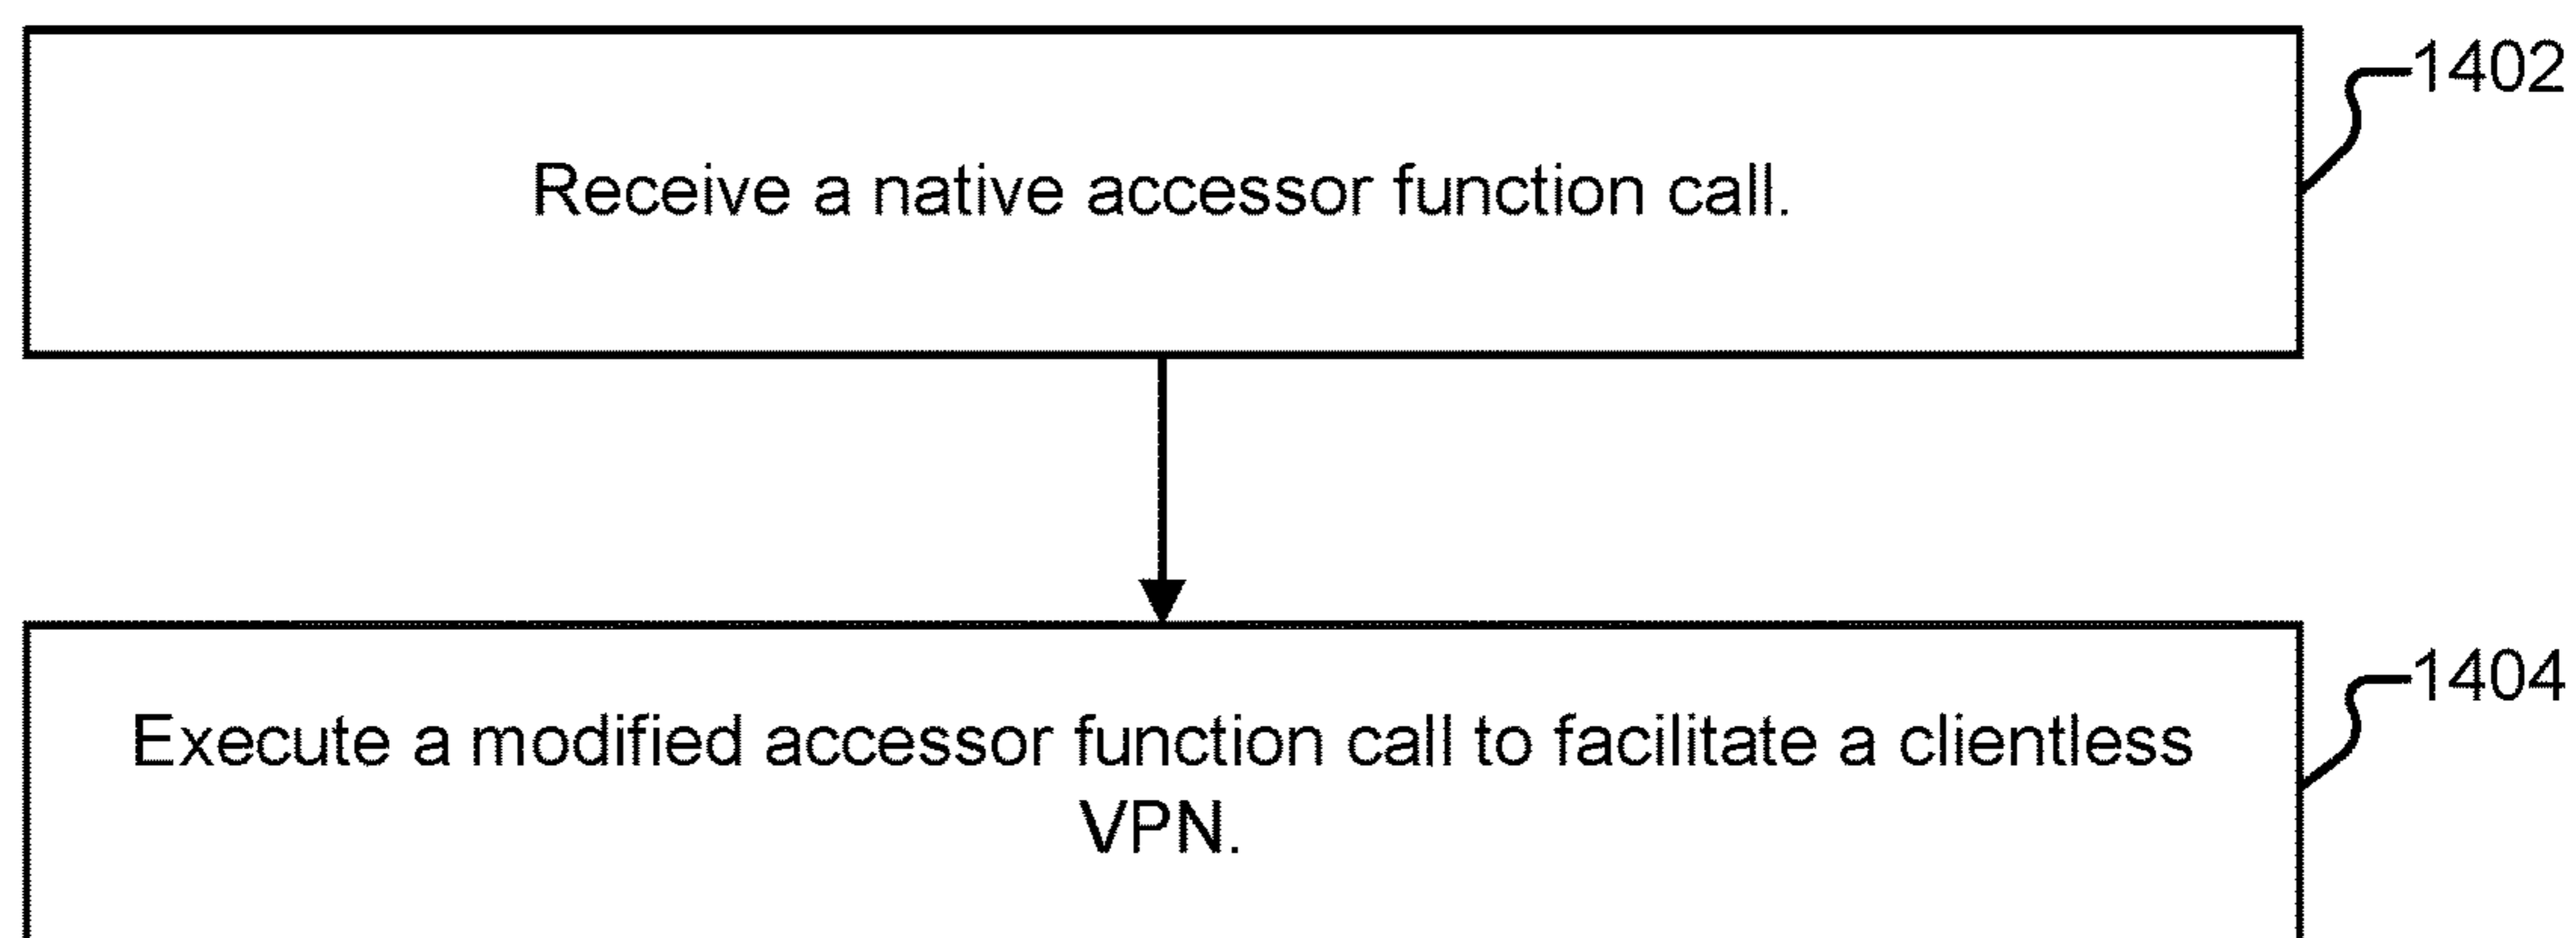 1402
Receive a native accessor function call.
1404
Execute a modified accessor function call to facilitate a clientless
VPN.